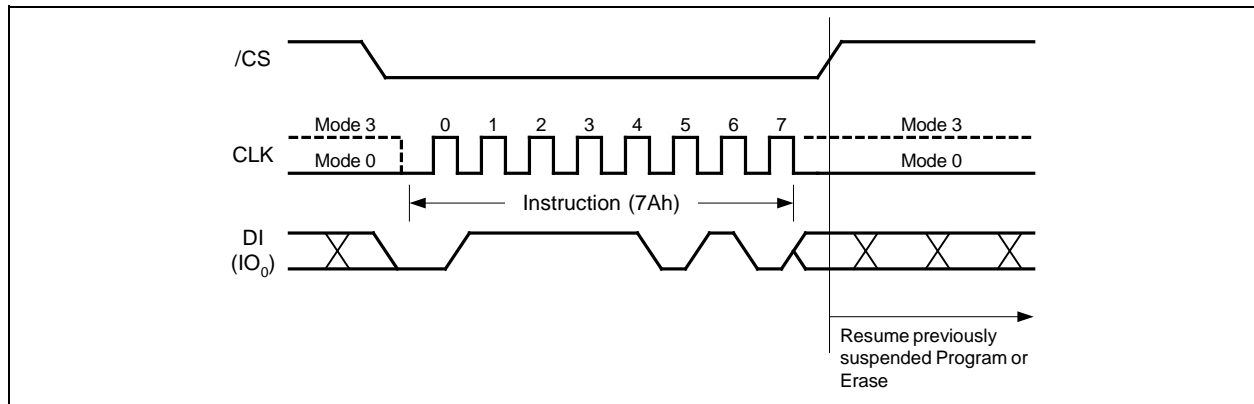 /CS
Mode 3 0 1 2 3 4 5 6 7 Mode 3
CLK
Mode 0 Mode 0
Instruction (7Ah)
DI
(IO₀)
Resume previously
suspended Program or
Erase